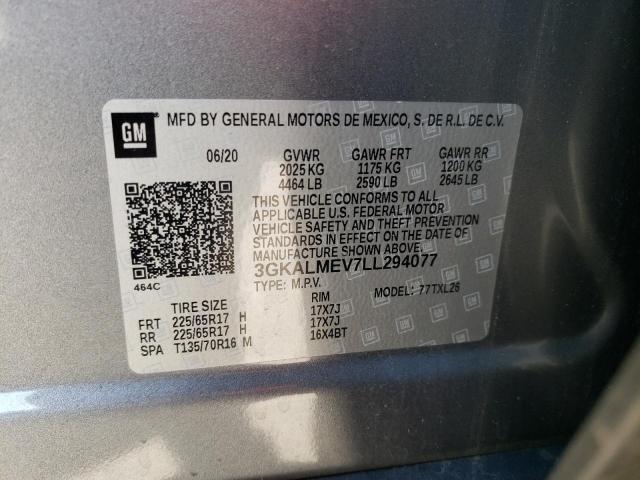 GM MFD BY GENERAL MOTORS DE MEXICO, S. DE R.L. DE C.V.
06/20 GVWR GAWR FRT GAWR RR
2025 KG 1175 KG 1200 KG
4464 LB 2590 LB 2645 LB
THIS VEHICLE CONFORMS TO ALL
APPLICABLE U.S. FEDERAL MOTOR
VEHICLE SAFETY AND THEFT PREVENTION
STANDARDS IN EFFECT ON THE DATE OF
MANUFACTURE SHOWN ABOVE.
3GKALMEV7LL294077
464C TYPE: M.P.V. MODEL: 77TXL26
TIRE SIZE RIM
FRT 225/65R17 H 17X7J
RR 225/65R17 H 17X7J
SPA T135/70R16 M 16X4BT